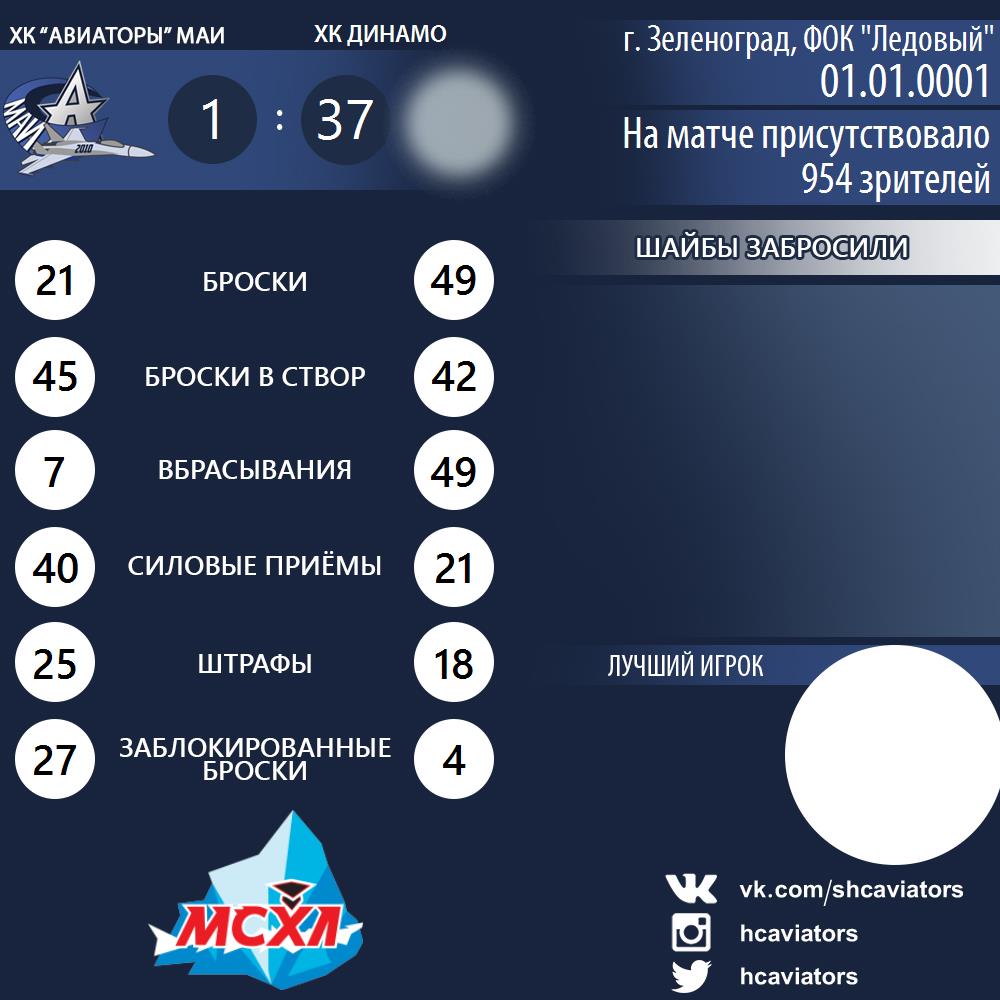 ХК “АВИАТОРЫ” МАИ
ХК ДИНАМО
МАИ
А
2010
1 : 37
г. Зеленоград, ФОК "Ледовый"
01.01.0001
На матче присутствовало
954 зрителей
21 БРОСКИ 49
45 БРОСКИ В СТВОР 42
7 ВБРАСЫВАНИЯ 49
40 СИЛОВЫЕ ПРИЁМЫ 21
25 ШТРАФЫ 18
27 ЗАБЛОКИРОВАННЫЕ 4
БРОСКИ
МСХЛ
ШАЙБЫ ЗАБРОСИЛИ
ЛУЧШИЙ ИГРОК
vk.com/shcaviators
hcaviators
hcaviators